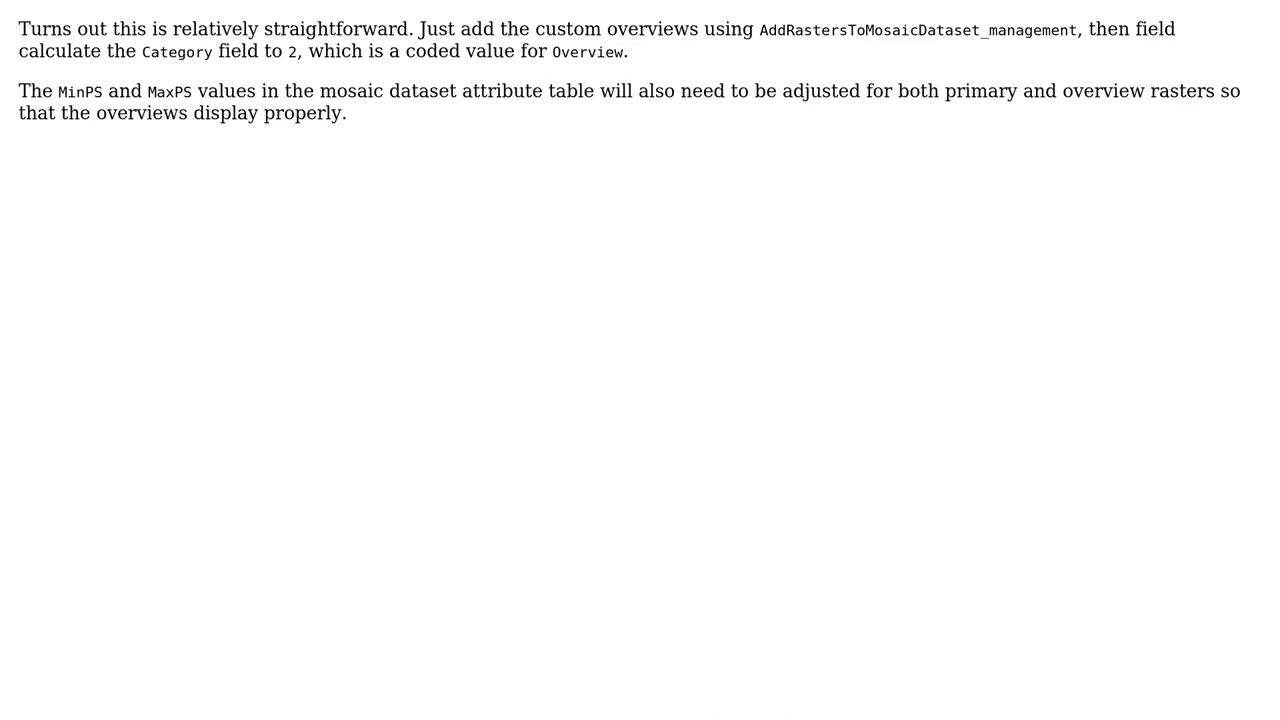 Turns out this is relatively straightforward. Just add the custom overviews using AddRastersToMosaicDataset_management, then field
calculate the Category field to 2, which is a coded value for Overview.
The MinPS and MaxPS values in the mosaic dataset attribute table will also need to be adjusted for both primary and overview rasters so
that the overviews display properly.